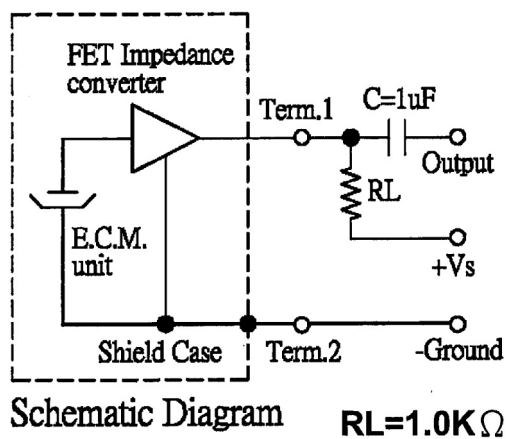 FET Impedance
converter
Term.1
C=1uF
Output
RL
+Vs
E.C.M.
unit
Shield Case
Term.2
-Ground
Schematic Diagram
RL=1.0KΩ